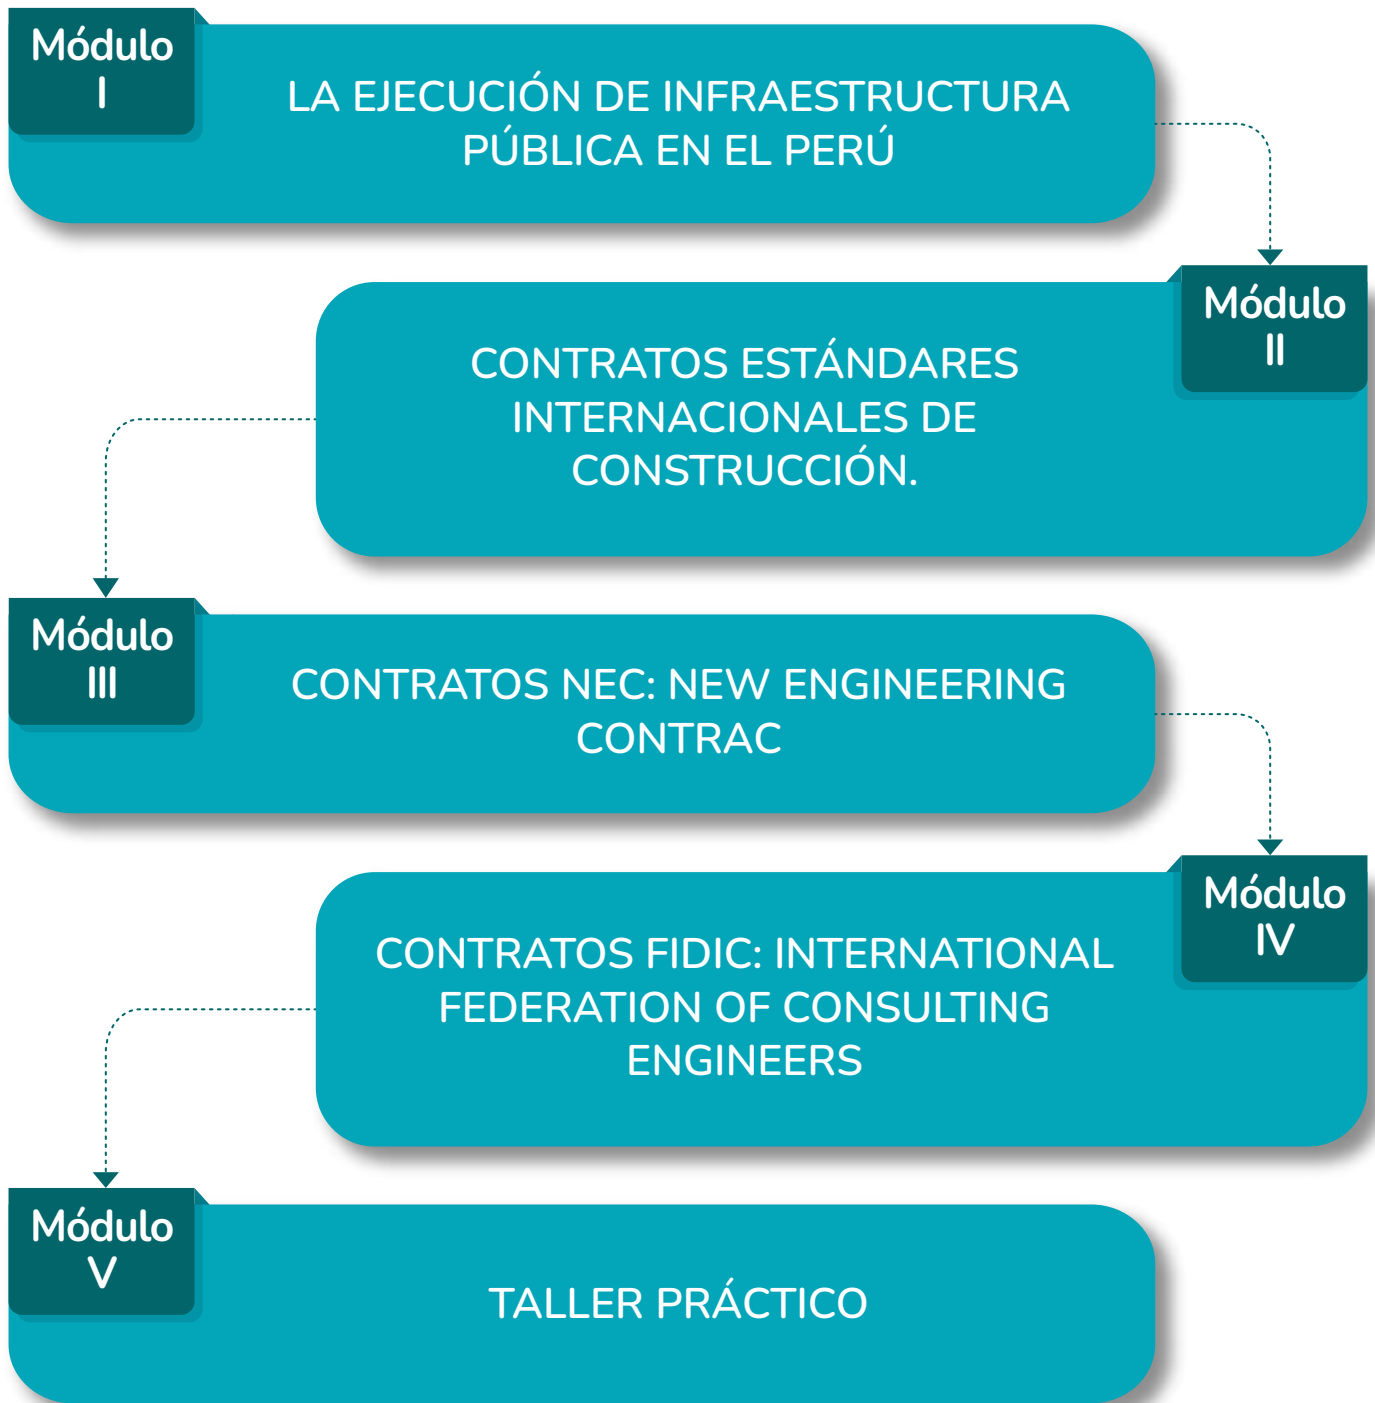 Módulo
I
LA EJECUCIÓN DE INFRAESTRUCTURA
PÚBLICA EN EL PERÚ
Módulo
II
CONTRATOS ESTÁNDARES
INTERNACIONALES DE
CONSTRUCCIÓN.
Módulo
III
CONTRATOS NEC: NEW ENGINEERING
CONTRAC
Módulo
IV
CONTRATOS FIDIC: INTERNATIONAL
FEDERATION OF CONSULTING
ENGINEERS
Módulo
V
TALLER PRÁCTICO